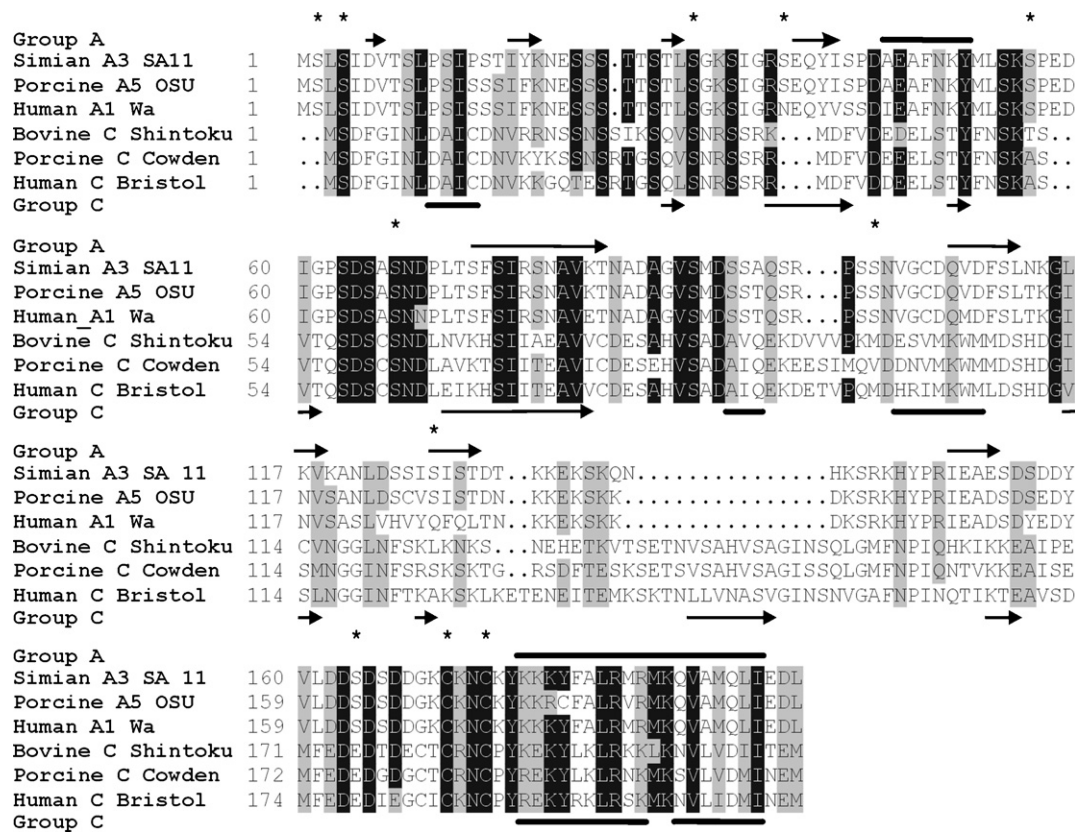 * * * * *
Group A
Simian A3 SA11 1 MSLSIDVTSLPSIPSTIYKNESSS.TTSTLSGKSIGRSEQYISPDAEAFNKYMLSKSPED
Porcine A5 OSU 1 MSLSIDVTSLPSISSSIFKNESSS.TTSTLSGKSIGRNEQYISPDAEAFNKYMLSKSPED
Human A1 Wa 1 MSLSIDVTSLPSISSSIFKNESSS.TTSTLSGKSIGRNEQYVSSDIEAFNKYMLSKSPED
Bovine C Shintoku 1 ..MSDFGINLDAICDNVRRNSSNSSIKSQVSNRSSRK...MDFVDEDELSTYFNSKTS..
Porcine C Cowden 1 ..MSDFGINLDAICDNVKYKSSNSRTGSQVSNRSSRR...MDFVDEEELSTYFNSKAS..
Human C Bristol 1 ..MSDFGINLDAICDNVKKGQTESRTGSQLSNRSSRR...MDFVDDEELSTYFNSKAS..
Group C
* *
Group A
Simian A3 SA11 60 IGPSDSASNDPLTSFSIRSNAVKTNADAGVSMDSSAQSR...PSSNVGCDQVDFSLNKGL
Porcine A5 OSU 60 IGPSDSASNDPLTSFSIRSNAVKTNADAGVSMDSSTQSR...PSSNVGCDQVDFSLTKGI
Human_A1 Wa 60 IGPSDSASNNPLTSFSIRSNAVETNADAGVSMDSSTQSR...PSSNVGCDQMDFSLTKGI
Bovine C Shintoku 54 VTQSDSCSNDLNVKHSIIAEAVVCDESAHVSADAVQEKDVVVPKMDESVMKWMMDSHDGI
Porcine C Cowden 54 VTQSDSCSNDLAVKTSIITEAVICDESEHVSADAIQEKEESIMQVDDNVMKWMMDSHDGI
Human C Bristol 54 VTQSDSCSNDLEIKHSIITEAVVCDESAHVSADAIQEKDETVPQMDHRIMKWMLDSHDGV
Group C
*
Group A
Simian A3 SA 11 117 KVKANLDSSISISTDT..KKEKSKQN................HKSRKHYPRIEAESDSDDY
Porcine A5 OSU 117 NVSANLDSCVSISTDN..KKEKSKK................DKSRKHYPRIEADSDSEDY
Human A1 Wa 117 NVSASLVHVYQFQLTN..KKEKSKK................DKSRKHYPRIEADSDYEDY
Bovine C Shintoku 114 CVNGGLNFSKLKNKS...NEHETKVTSETNVSAHVSAGINSQLGMFNPIQHKIKKEAIPE
Porcine C Cowden 114 SMNGGINFSRSKSKTG..RSDFTESKSETSVSAHVSAGISSQLGMFNPIQNTVKKEAISE
Human C Bristol 114 SLNGGINFTKAKSKLKETENEITEMKSKTNLLVNASVGINSNVGAFNPINQTIKTEAVSD
Group C
* * *
Group A
Simian A3 SA 11 160 VLDDSDSDDGKCKNCKYKKKYFALRMRMKQVAMQLIEDL
Porcine A5 OSU 159 VLDDSDSDDGKCKNCKYKKRCFALRVRMKQVAMQLIEDL
Human A1 Wa 159 VLDDSDSDDGKCKNCKYKKKYFALRMRMKQVAMQLIEDL
Bovine C Shintoku 171 MFEDEDTDECTCRNCPYKEKYLKLRKKLKNVLVDLITEM
Porcine C Cowden 172 MFEDEDGDGCTCRNCPYREKYLKLRNKMKSVLVDMINEM
Human C Bristol 174 MFEDEDIEGCICKNCPYREKYRKLRSKMKNVLIDMINEM
Group C